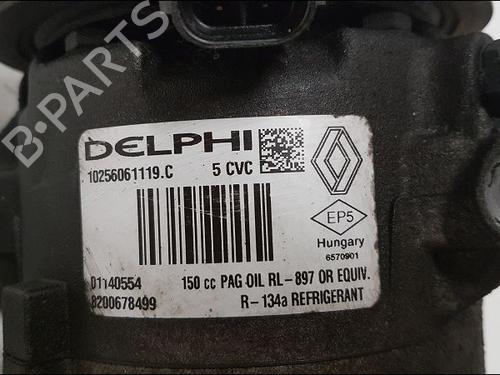 B-PARTS
DELPHI
10256061119.C 5 CVC
EP5
Hungary
6570901
01140554 150 cc PAG OIL RL-897 OR EQUIV.
8200678499 R-134a REFRIGERANT